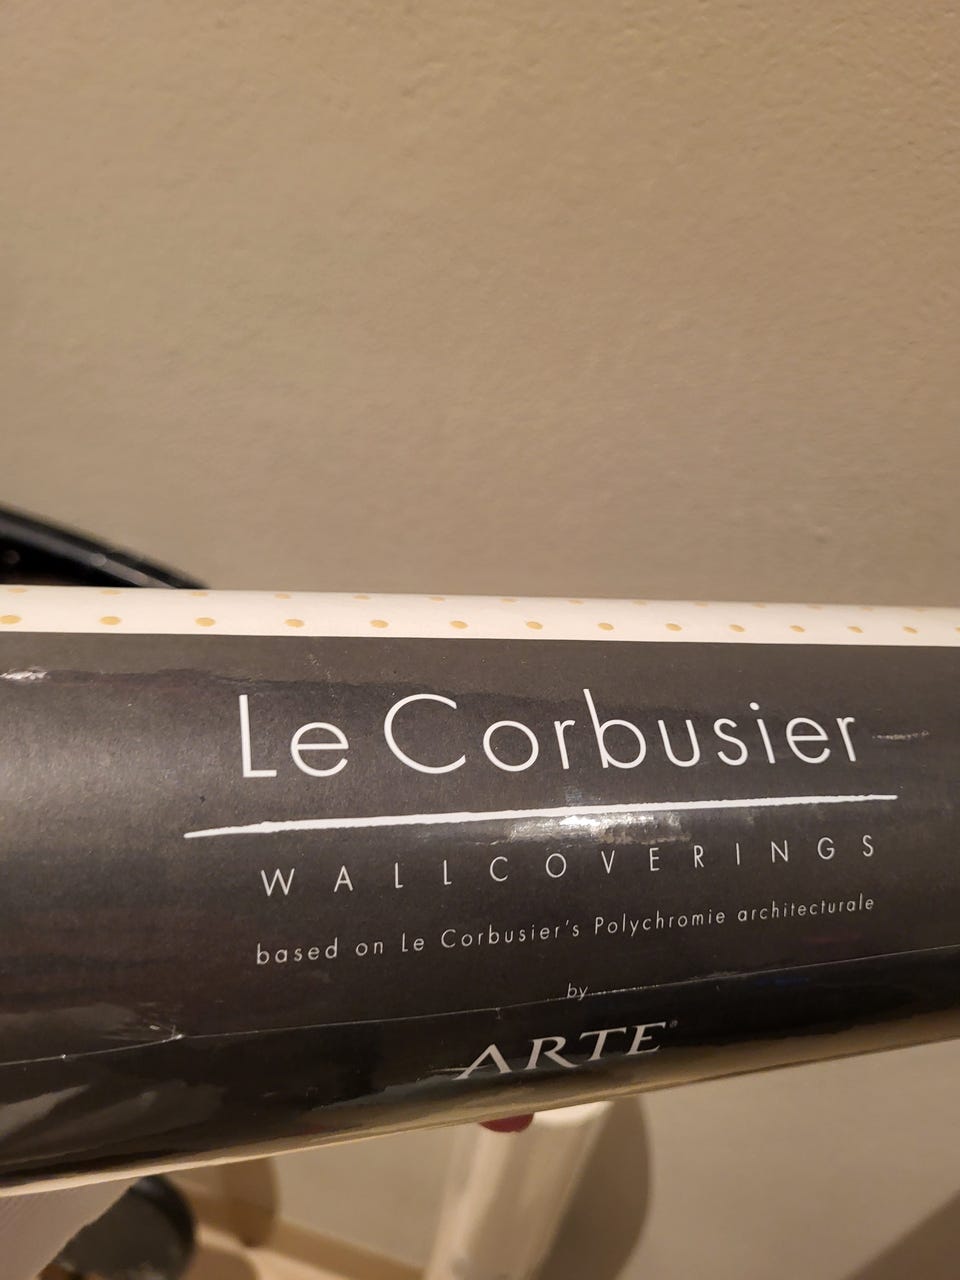 Le Corbusier
WALLCOVERINGS
based on Le Corbusier's Polychromie architecturale
by
ARTE®